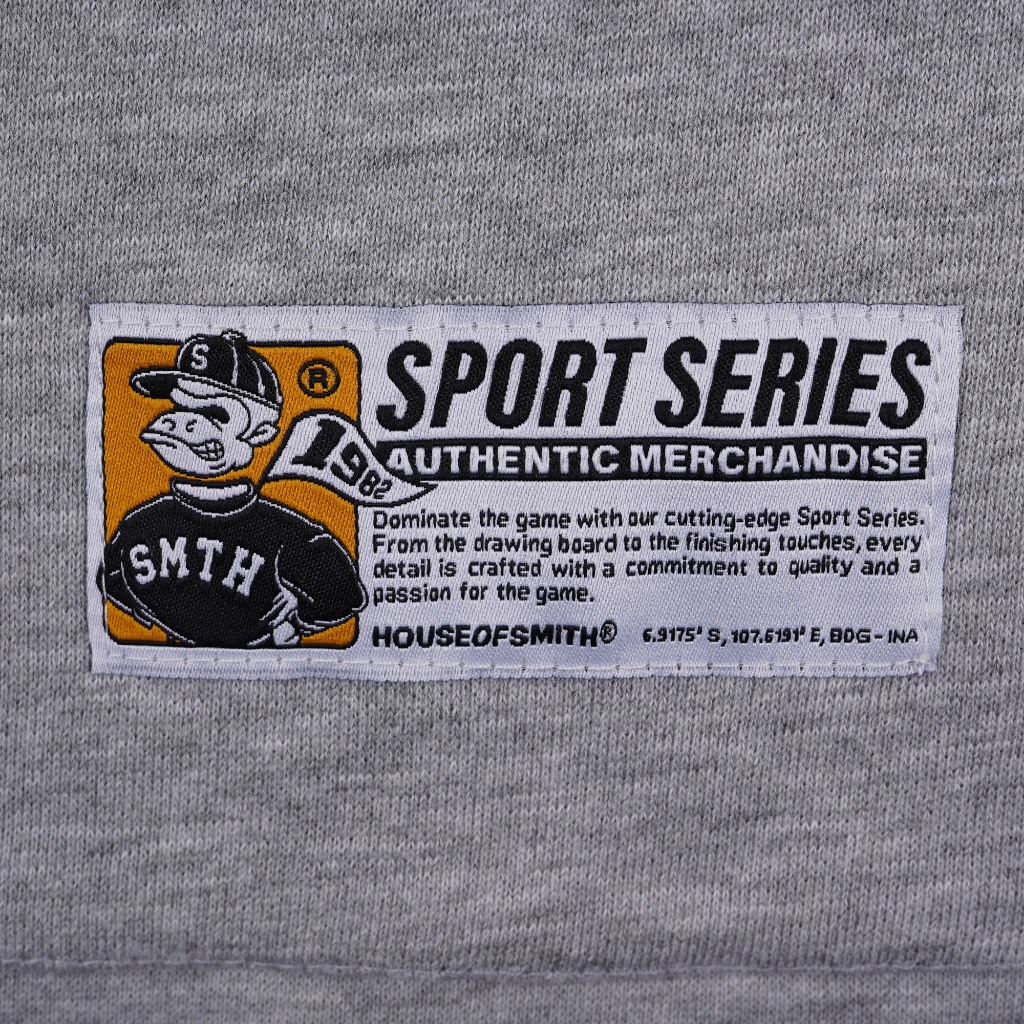 S
®
1982
SMTH
SPORT SERIES
AUTHENTIC MERCHANDISE
Dominate the game with our cutting-edge Sport Series.
From the drawing board to the finishing touches, every
detail is crafted with a commitment to quality and a
passion for the game.
HOUSEOFSMITH® 6.9175° S, 107.6191° E, BDG - INA